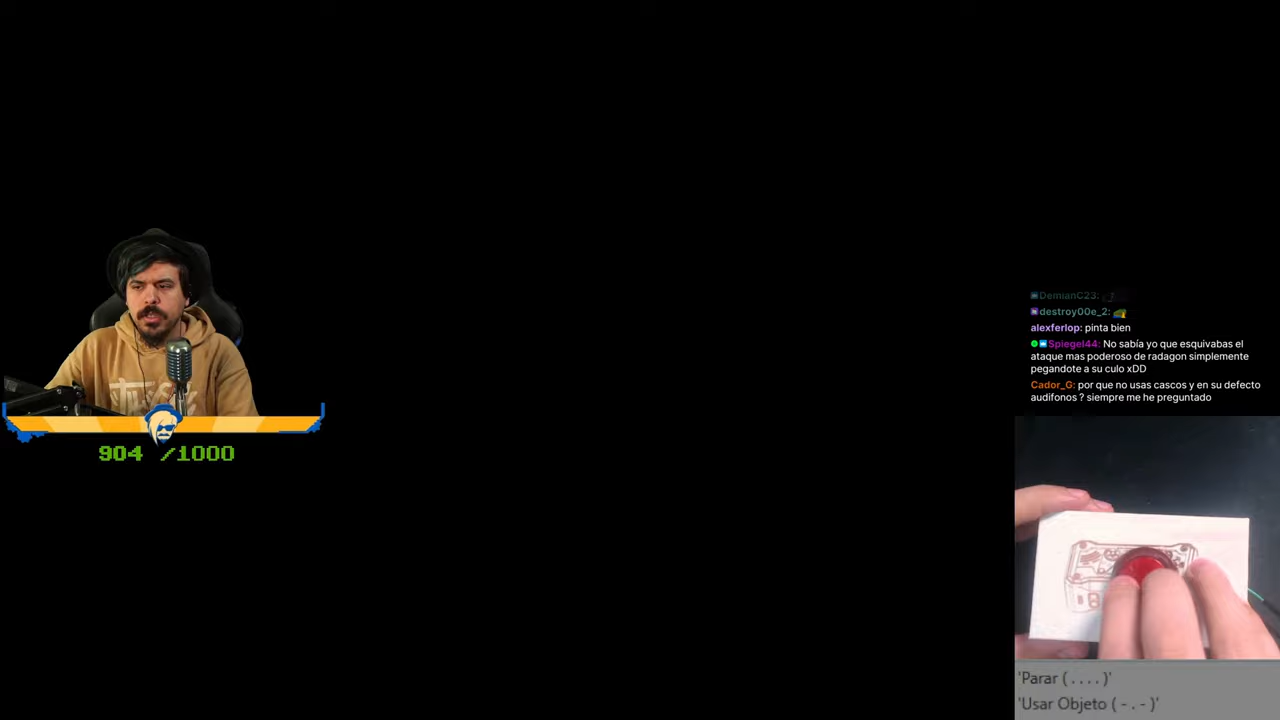 DemianC23:
destroy00e_2:
alexferlop: pinta bien
Spiegel44: No sabía yo que esquivabas el
ataque mas poderoso de radagon simplemente
pegandote a su culo xDD
Cador_G: por que no usas cascos y en su defecto
audifonos ? siempre me he preguntado
904 /1000
'Parar ( . . . . )'
'Usar Objeto ( - . - )'